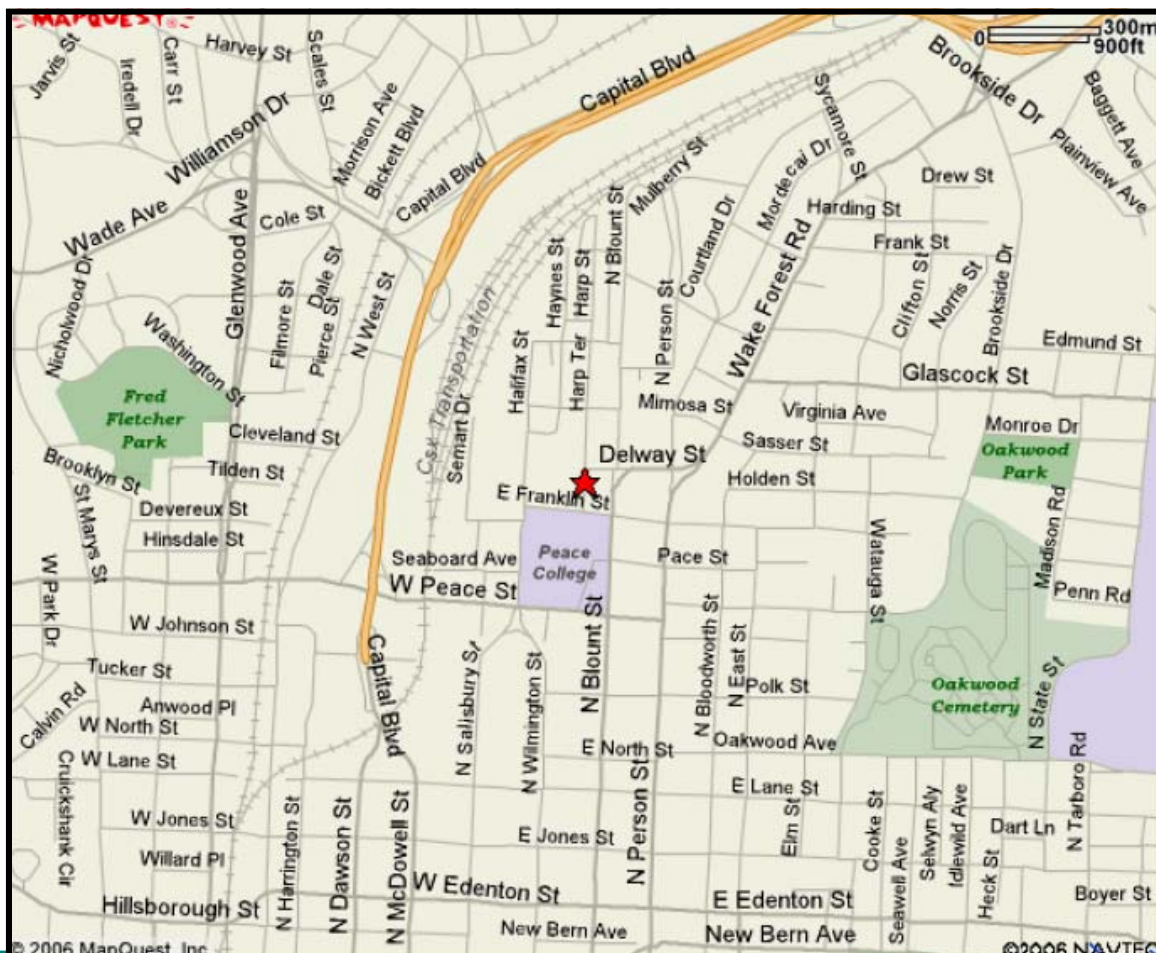 MAPQUEST
0 300m
900ft
Jarvis St
Iredell Dr
Carr St
Harvey St
Scales St
Morrison Ave
Bickett Blvd
Williamson Dr
Wade Ave
Capital Blvd
Capital Blvd
Brookside Dr
Baggett Ave
Plainview Ave
Sycamore St
Mordecai Dr
Mulberry St
Drew St
Harding St
Frank St
Cole St
Glenwood Ave
Nicholwood Dr
Washington St
Filmore St
Dale St
Pierce St
N West St
Csx Transportation
Semart Dr
Halifax St
Haynes St
Harp St
Harp Ter
N Blount St
N Person St
Courtland Dr
Wake Forest Rd
Clifton St
Norris St
Brookside Dr
Edmund St
Glascock St
Fred
Fletcher
Park
Mimosa St
Virginia Ave
Monroe Dr
Cleveland St
Sasser St
Oakwood
Park
Brooklyn St
Tilden St
Delway St
Holden St
Madison Rd
St Marys St
Devereux St
E Franklin St
Hinsdale St
Seaboard Ave
Peace
College
Pace St
Watauga St
W Peace St
Penn Rd
W Park Dr
W Johnson St
Tucker St
Capital Blvd
N Salisbury St
N Wilmington St
N Blount St
N Bloodworth St
N East St
Polk St
Oakwood
Cemetery
N State St
Calvin Rd
Anwood Pl
W North St
W Lane St
E North St
Oakwood Ave
E Lane St
N Tarboro Rd
Cruickshank Cir
W Jones St
Willard Pl
N Harrington St
N Dawson St
N McDowell St
E Jones St
N Person St
Elm St
Cooke St
Seawell Ave
Selwyn Aly
Idlewild Ave
Heck St
Dart Ln
Boyer St
W Edenton St
E Edenton St
Hillsborough St
New Bern Ave
New Bern Ave
© 2006 MapQuest, Inc
©2006 NAVTEQ